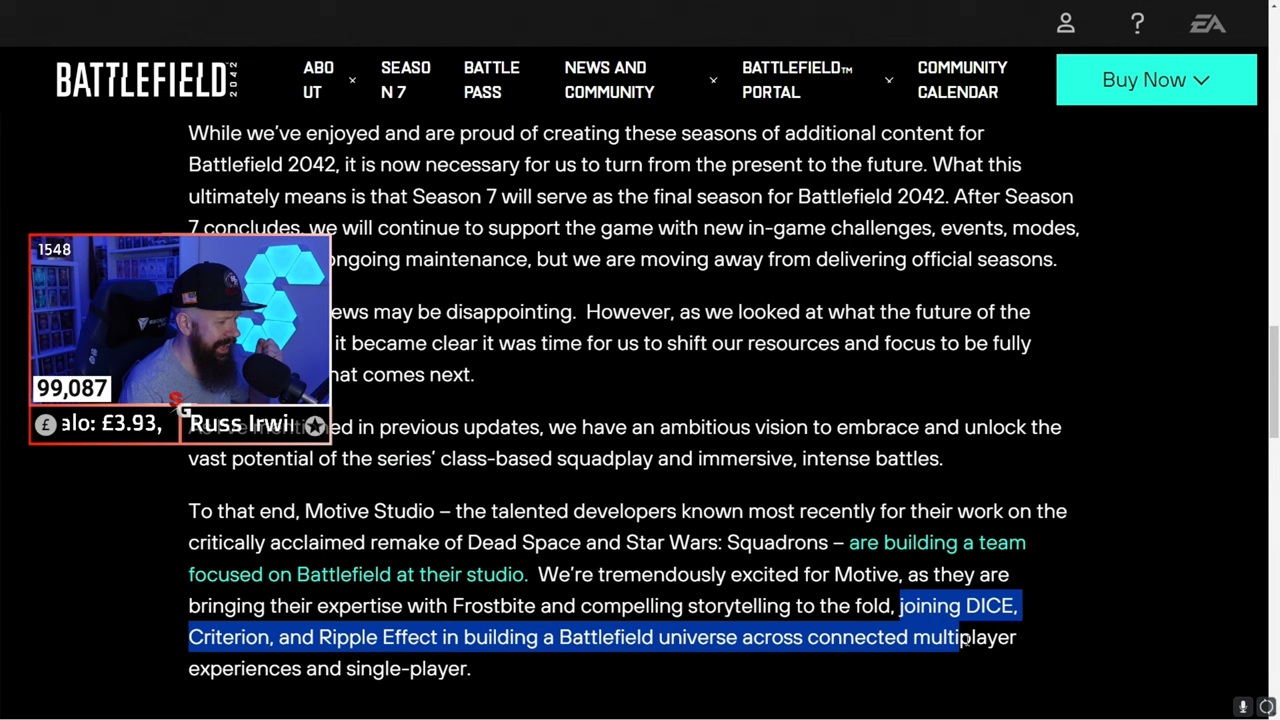 BATTLEFIELD 2042
ABO
UT
SEASO
N 7
BATTLE
PASS
NEWS AND
COMMUNITY
BATTLEFIELD™
PORTAL
COMMUNITY
CALENDAR
Buy Now
?
EA
While we've enjoyed and are proud of creating these seasons of additional content for
Battlefield 2042, it is now necessary for us to turn from the present to the future. What this
ultimately means is that Season 7 will serve as the final season for Battlefield 2042. After Season
7 concludes, we will continue to support the game with new in-game challenges, events, modes,
ongoing maintenance, but we are moving away from delivering official seasons.
may be disappointing. However, as we looked at what the future of the
it became clear it was time for us to shift our resources and focus to be fully
comes next.
in previous updates, we have an ambitious vision to embrace and unlock the
vast potential of the series' class-based squadplay and immersive, intense battles.
To that end, Motive Studio – the talented developers known most recently for their work on the
critically acclaimed remake of Dead Space and Star Wars: Squadrons – are building a team
focused on Battlefield at their studio. We're tremendously excited for Motive, as they are
bringing their expertise with Frostbite and compelling storytelling to the fold, joining DICE,
Criterion, and Ripple Effect in building a Battlefield universe across connected multiplayer
experiences and single-player.
1548
99,087
SG
£ alo: £3.93,
Russ Irwi